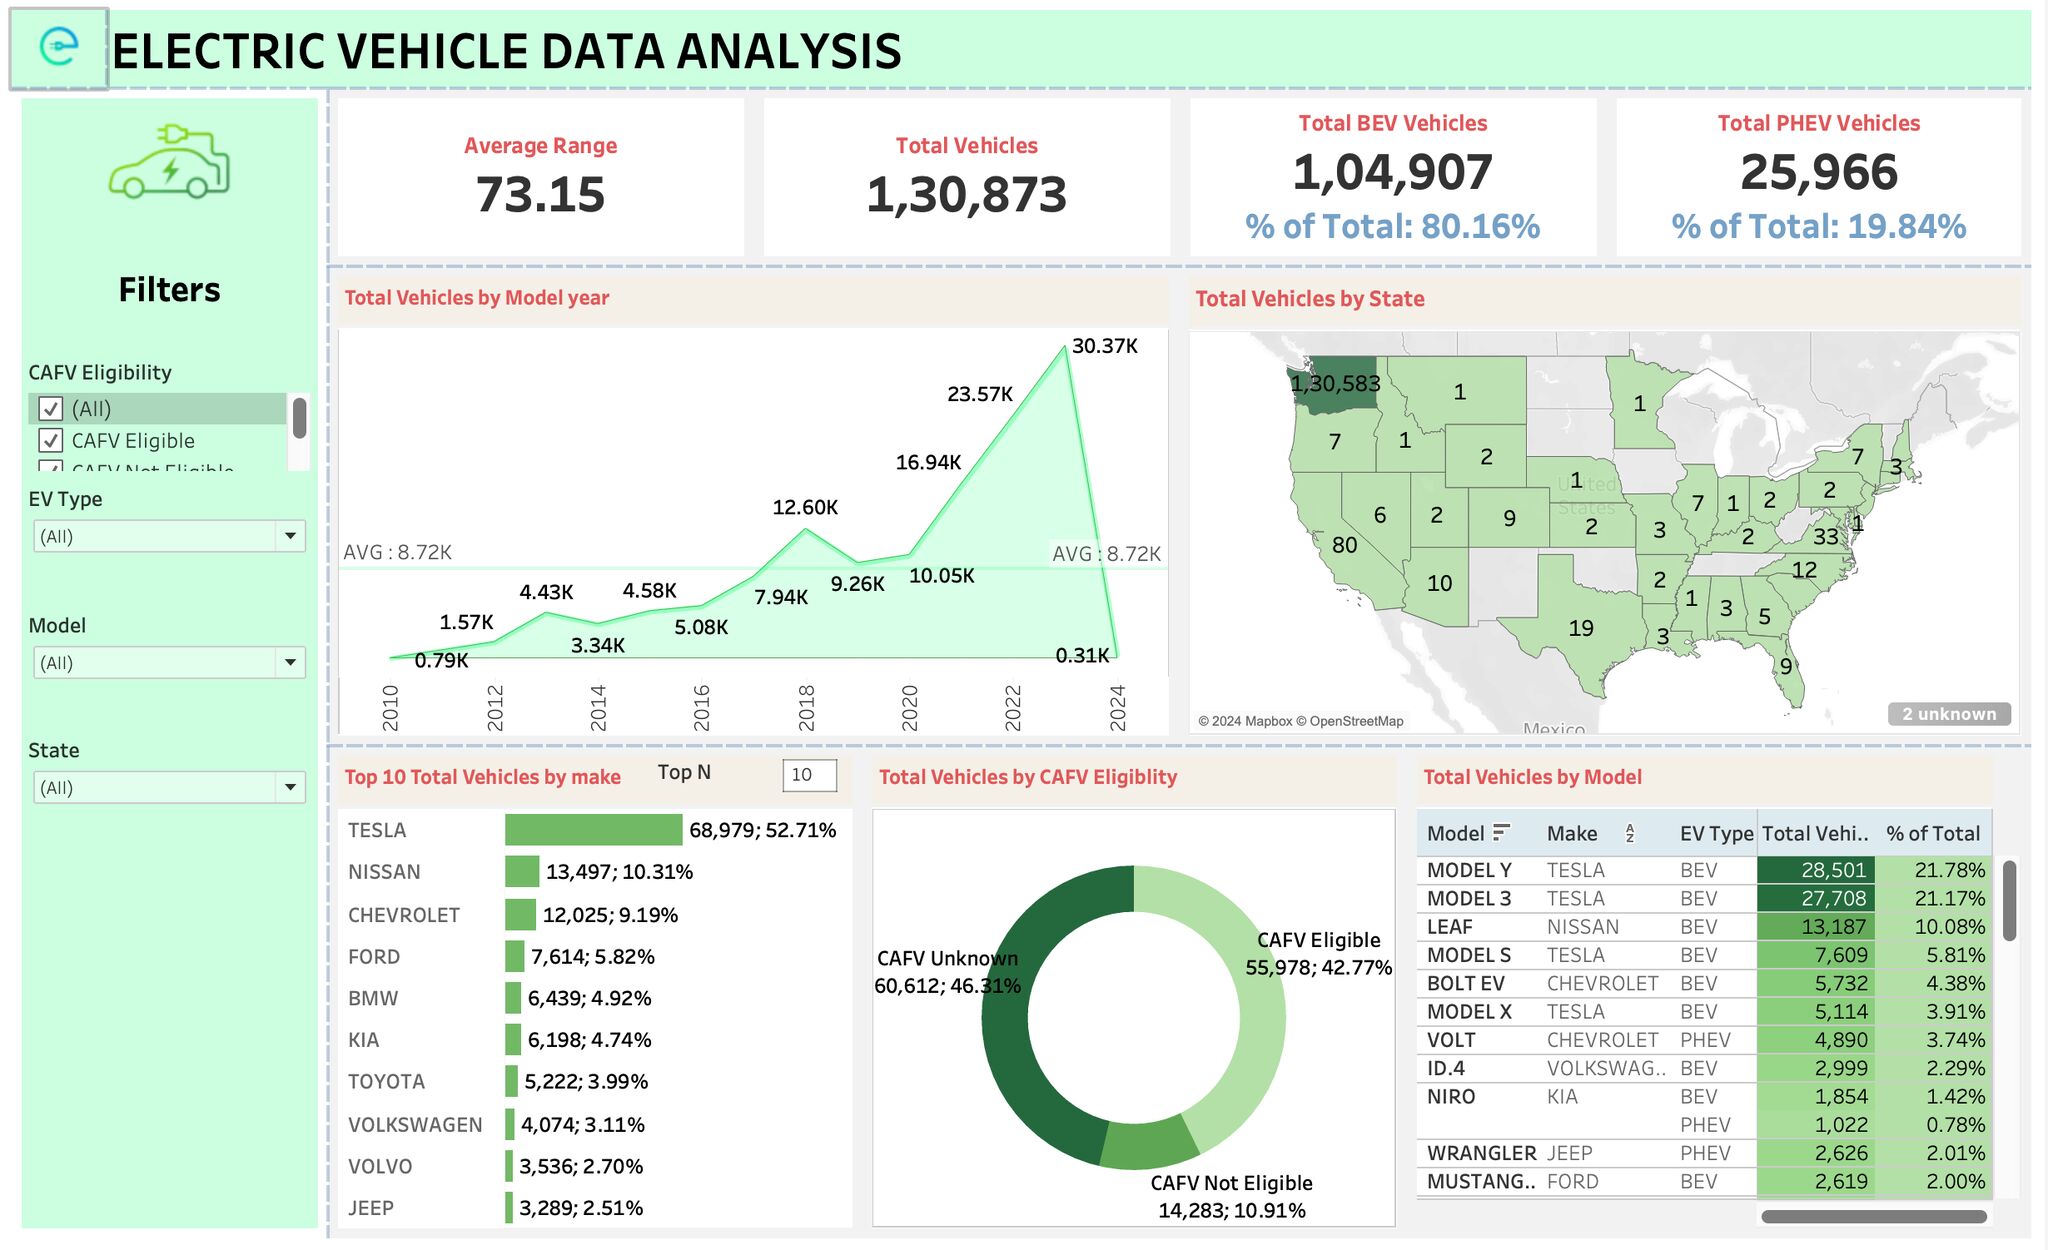 ELECTRIC VEHICLE DATA ANALYSIS
Filters
CAFV Eligibility
(All)
CAFV Eligible
CAFV Not Eligible
EV Type
(All)
Model
(All)
State
(All)
Average Range
73.15
Total Vehicles
1,30,873
Total BEV Vehicles
1,04,907
% of Total: 80.16%
Total PHEV Vehicles
25,966
% of Total: 19.84%
Total Vehicles by Model year
30.37K
23.57K
16.94K
12.60K
AVG : 8.72K
AVG : 8.72K
10.05K
9.26K
7.94K
4.43K
4.58K
1.57K
5.08K
3.34K
0.79K
0.31K
2010
2012
2014
2016
2018
2020
2022
2024
Total Vehicles by State
1,30,583
1
1
7
1
2
7
3
1
United
States
6
2
9
2
3
7
1
2
2
1
80
2
33
10
2
12
1
3
5
19
3
9
© 2024 Mapbox © OpenStreetMap
Mexico
2 unknown
Top 10 Total Vehicles by make
Top N
10
TESLA 68,979; 52.71%
NISSAN 13,497; 10.31%
CHEVROLET 12,025; 9.19%
FORD 7,614; 5.82%
BMW 6,439; 4.92%
KIA 6,198; 4.74%
TOYOTA 5,222; 3.99%
VOLKSWAGEN 4,074; 3.11%
VOLVO 3,536; 2.70%
JEEP 3,289; 2.51%
Total Vehicles by CAFV Eligiblity
CAFV Unknown
60,612; 46.31%
CAFV Eligible
55,978; 42.77%
CAFV Not Eligible
14,283; 10.91%
Total Vehicles by Model
Model Make EV Type Total Vehi.. % of Total
MODEL Y TESLA BEV 28,501 21.78%
MODEL 3 TESLA BEV 27,708 21.17%
LEAF NISSAN BEV 13,187 10.08%
MODEL S TESLA BEV 7,609 5.81%
BOLT EV CHEVROLET BEV 5,732 4.38%
MODEL X TESLA BEV 5,114 3.91%
VOLT CHEVROLET PHEV 4,890 3.74%
ID.4 VOLKSWAG.. BEV 2,999 2.29%
NIRO KIA BEV 1,854 1.42%
PHEV 1,022 0.78%
WRANGLER JEEP PHEV 2,626 2.01%
MUSTANG.. FORD BEV 2,619 2.00%